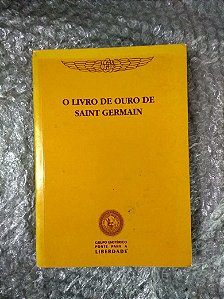 O LIVRO DE OURO DE
SAINT GERMAIN
GRUPO ESOTÉRICO
PONTE PARA A
LIBERDADE